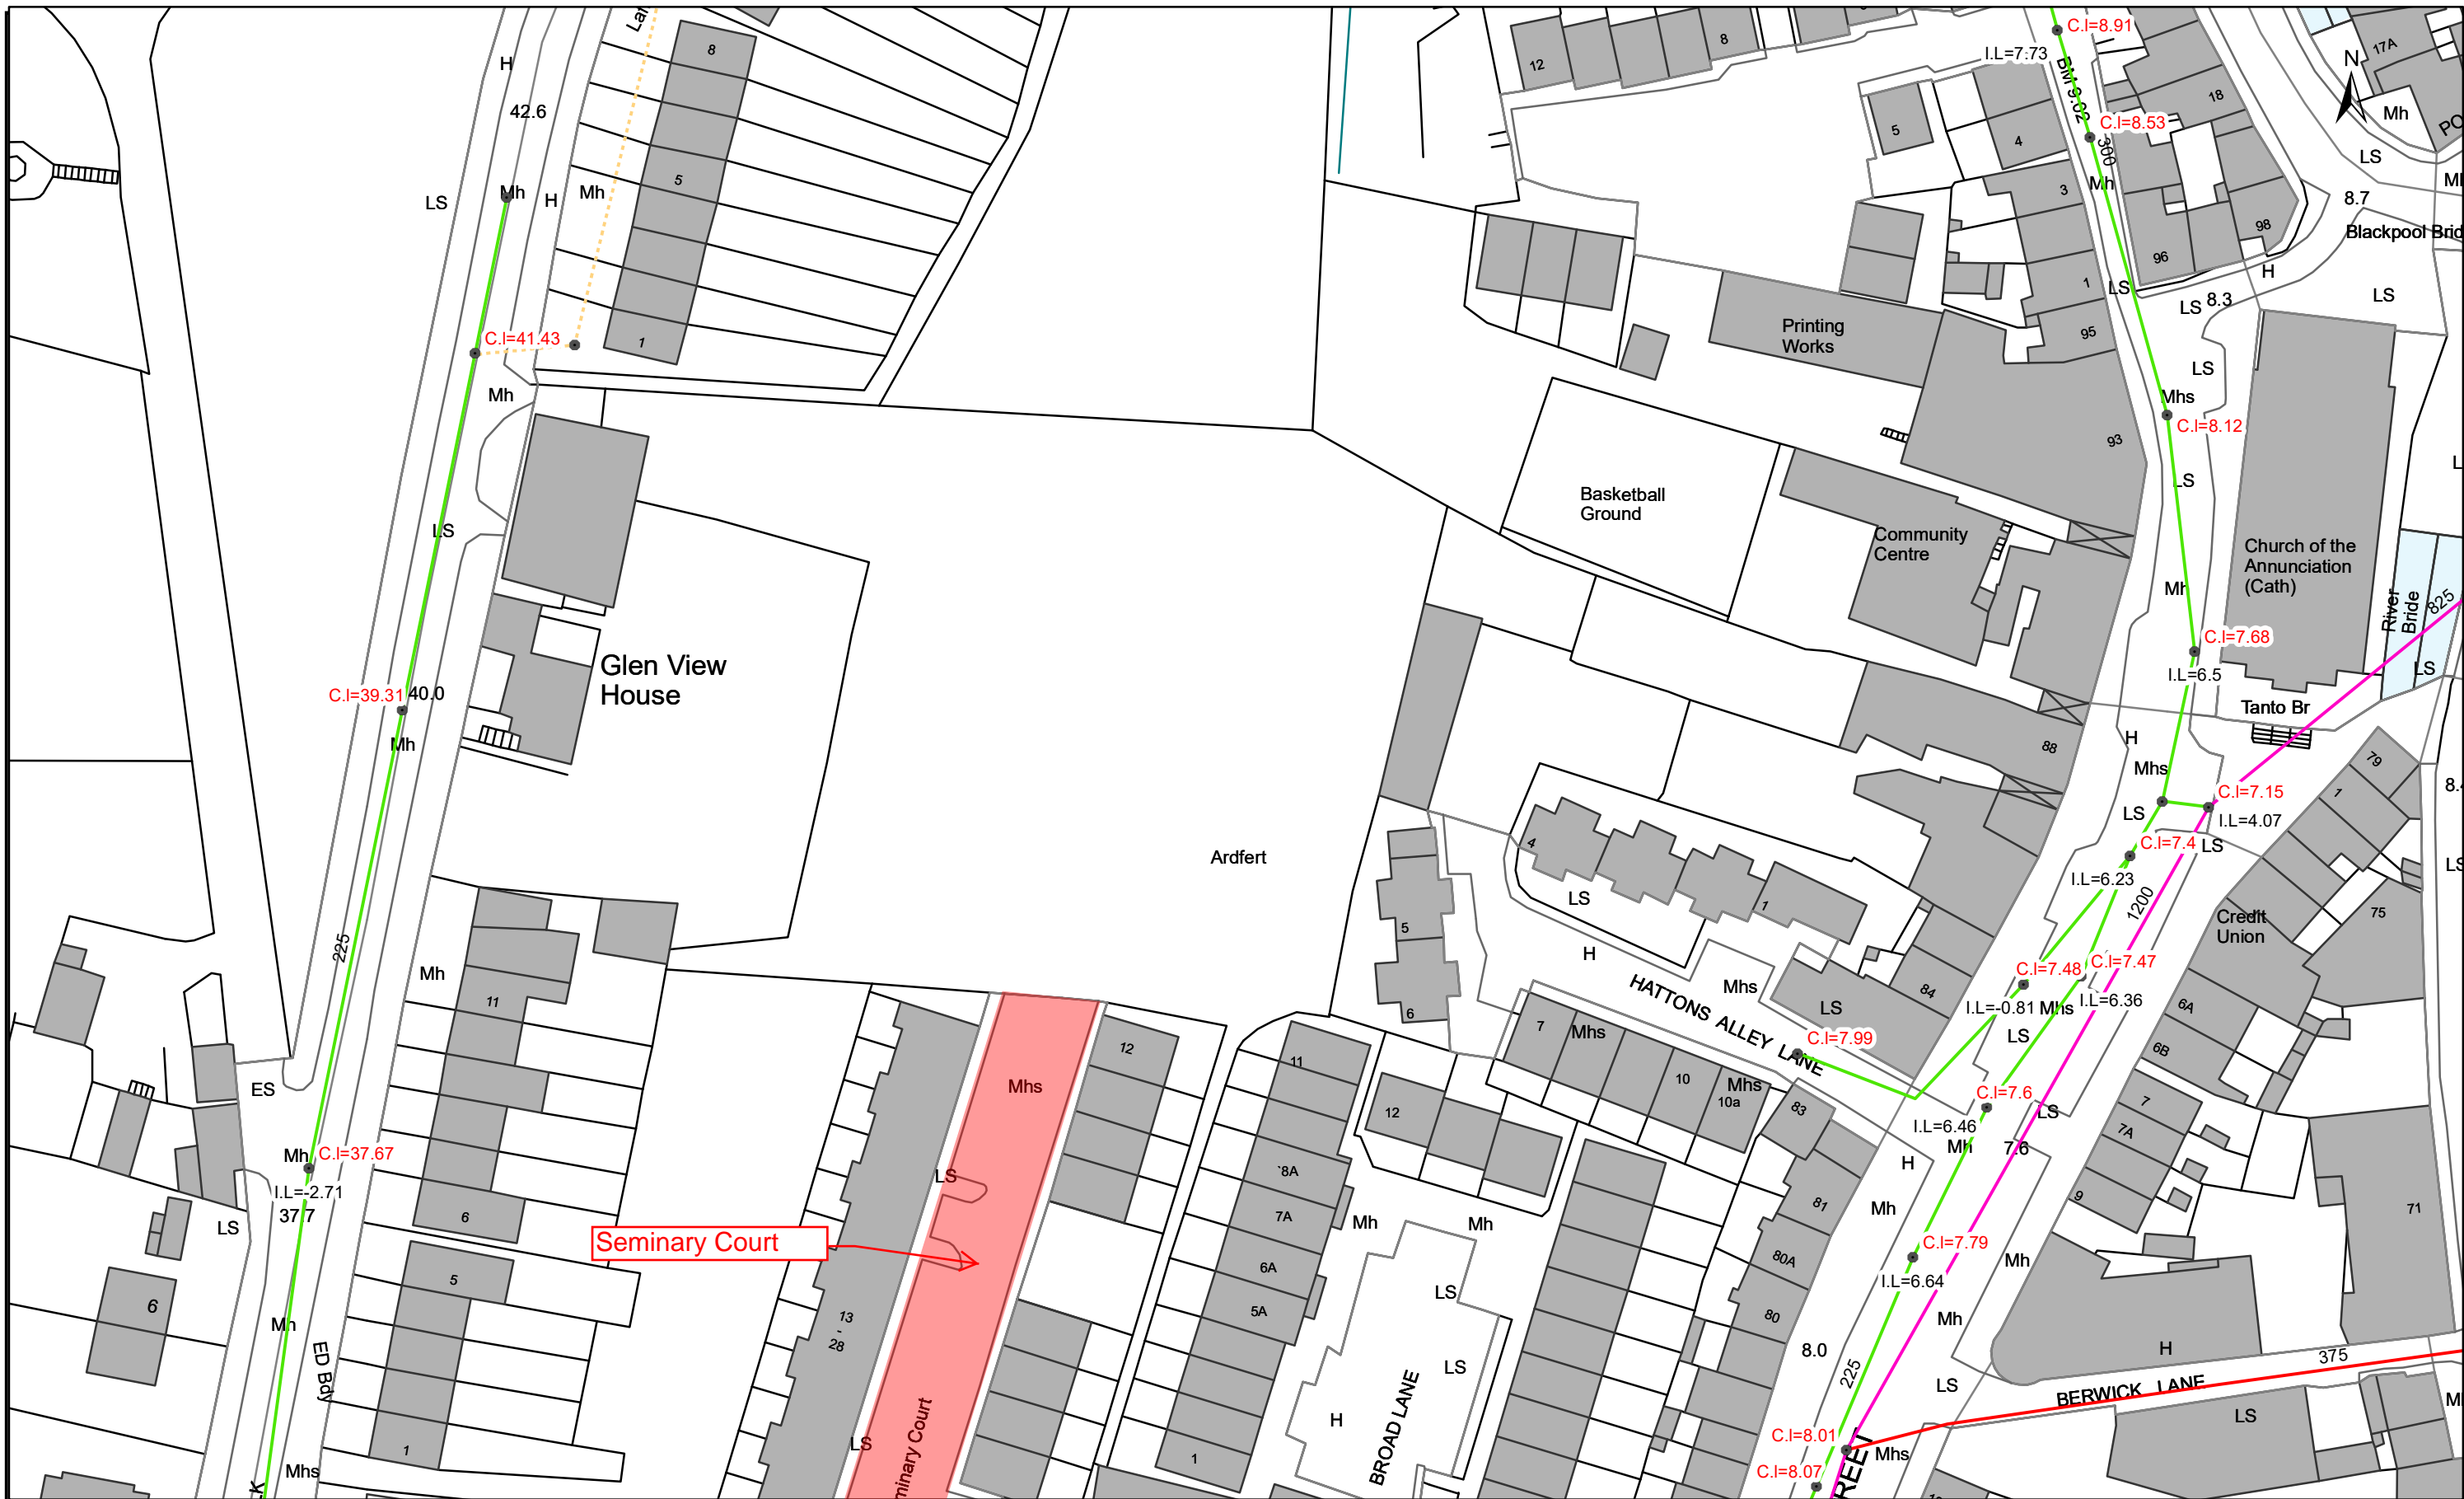 H
42.6
Mh
H
Mh
LS
8
5
1
C.I=41.43
Mh
LS
C.I=39.31
40.0
Mh
Glen View
House
225
Mh
11
6
5
1
ES
Mh
C.I=37.67
I.L=-2.71
37.7
LS
6
Mh
ED Bdy
Mhs
Seminary Court
Mhs
LS
13
-
28
LS
12
11
`8A
7A
6A
5A
1
Ardfert
12
8
5
4
3
1
95
Printing
Works
93
Basketball
Ground
Community
Centre
C.I=8.91
I.L=7.73
BM 9.02
C.I=8.53
300
Mh
17A
N
18
Mh
LS
98
96
8.7
H
LS
LS
8.3
LS
LS
Mhs
C.I=8.12
LS
Church of the
Annunciation
(Cath)
River
Bride
825
LS
Mh
C.I=7.68
I.L=6.5
Tanto Br
H
88
Mhs
LS
C.I=7.15
I.L=4.07
C.I=7.4
LS
I.L=6.23
1200
79
1
75
Credit
Union
4
LS
1
5
6
H
Mhs
HATTONS ALLEY LANE
LS
84
C.I=7.48
C.I=7.47
I.L=-0.81
Mhs
I.L=6.36
LS
C.I=7.99
7
Mhs
10
Mhs
10a
12
83
C.I=7.6
I.L=6.46
Mh
7.6
LS
H
6A
6B
7
7A
9
71
81
Mh
80A
80
C.I=7.79
I.L=6.64
Mh
Mh
Mh
Mh
LS
LS
H
BROAD LANE
8.0
225
LS
C.I=8.01
C.I=8.07
Mhs
H
375
BERWICK LANE
LS